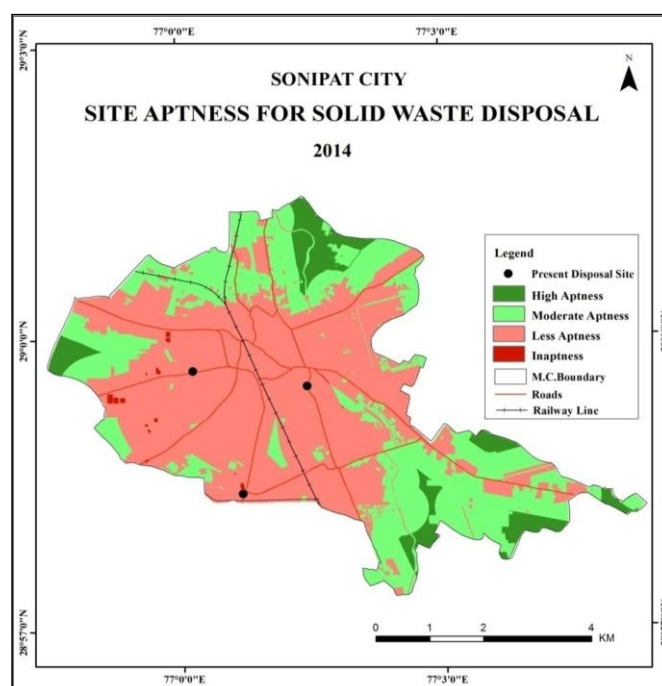 77°0'0"E 77°3'0"E
29°3'0"N
SONIPAT CITY
SITE APTNESS FOR SOLID WASTE DISPOSAL
2014
N
Legend
Present Disposal Site
High Aptness
Moderate Aptness
Less Aptness
Inaptness
M.C.Boundary
Roads
Railway Line
29°0'0"N
28°57'0"N
0 1 2 4
KM
77°0'0"E 77°3'0"E